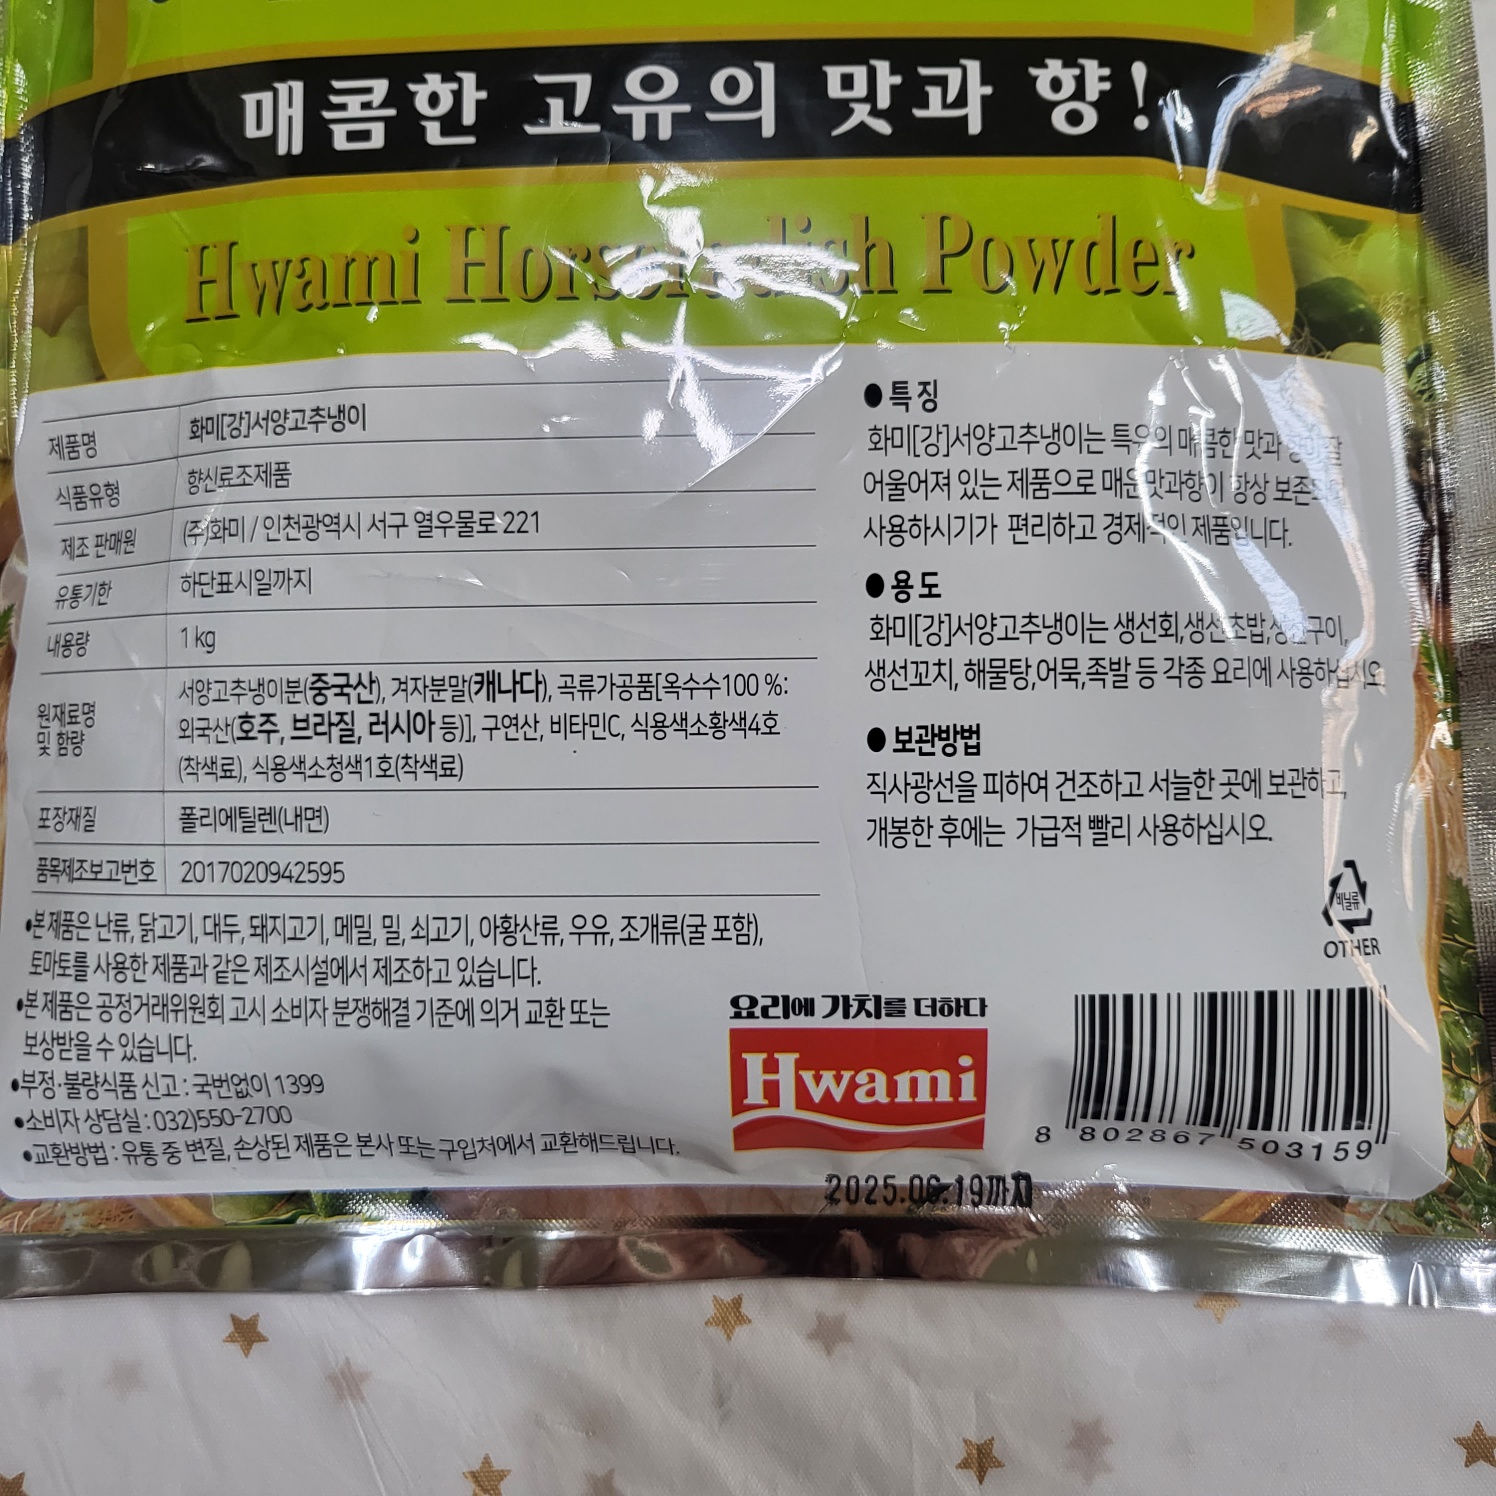 매콤한 고유의 맛과 향!
Hwami Horseradish Powder
제품명 화미[강]서양고추냉이
식품유형 향신료조제품
제조 판매원 (주)화미 / 인천광역시 서구 열우물로 221
유통기한 하단표시일까지
내용량 1 kg
원재료명 및 함량 서양고추냉이분(중국산), 겨자분말(캐나다), 곡류가공품[옥수수100 %:
외국산(호주, 브라질, 러시아 등)], 구연산, 비타민C, 식용색소황색4호
(착색료), 식용색소청색1호(착색료)
포장재질 폴리에틸렌(내면)
품목제조보고번호 2017020942595
•본 제품은 난류, 닭고기, 대두, 돼지고기, 메밀, 밀, 쇠고기, 아황산류, 우유, 조개류(굴 포함),
토마토를 사용한 제품과 같은 제조시설에서 제조하고 있습니다.
•본 제품은 공정거래위원회 고시 소비자 분쟁해결 기준에 의거 교환 또는
보상받을 수 있습니다.
•부정·불량식품 신고 : 국번없이 1399
•소비자 상담실 : 032)550-2700
•교환방법 : 유통 중 변질, 손상된 제품은 본사 또는 구입처에서 교환해드립니다.
●특징
화미[강]서양고추냉이는 특유의 매콤한 맛과
어울어져 있는 제품으로 매운맛과향이 항상
사용하시기가 편리하고 경제적인 제품입니다.
●용도
화미[강]서양고추냉이는 생선회,생선초밥,생선구이,
생선꼬치, 해물탕,어묵,족발 등 각종 요리에 사용하십시오
●보관방법
직사광선을 피하여 건조하고 서늘한 곳에 보관하고,
개봉한 후에는 가급적 빨리 사용하십시오.
비닐류
OTHER
요리에 가치를 더하다
Hwami
8 802867 503159
2025.06.19까지